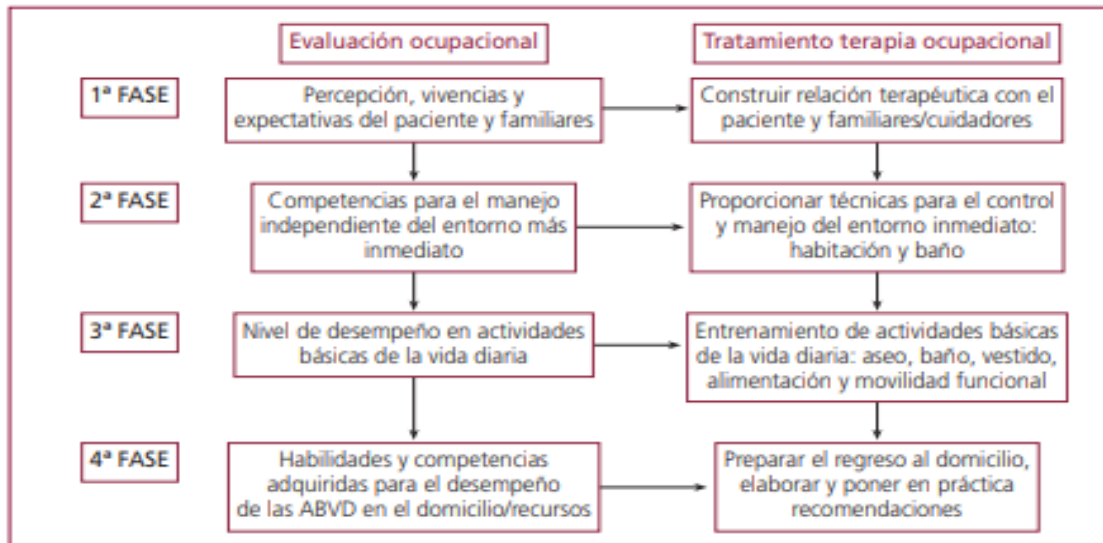 Evaluación ocupacional
Tratamiento terapia ocupacional
1ª FASE
Percepción, vivencias y
expectativas del paciente y familiares
Construir relación terapéutica con el
paciente y familiares/cuidadores
2ª FASE
Competencias para el manejo
independiente del entorno más
inmediato
Proporcionar técnicas para el control
y manejo del entorno inmediato:
habitación y baño
3ª FASE
Nivel de desempeño en actividades
básicas de la vida diaria
Entrenamiento de actividades básicas
de la vida diaria: aseo, baño, vestido,
alimentación y movilidad funcional
4ª FASE
Habilidades y competencias
adquiridas para el desempeño
de las ABVD en el domicilio/recursos
Preparar el regreso al domicilio,
elaborar y poner en práctica
recomendaciones